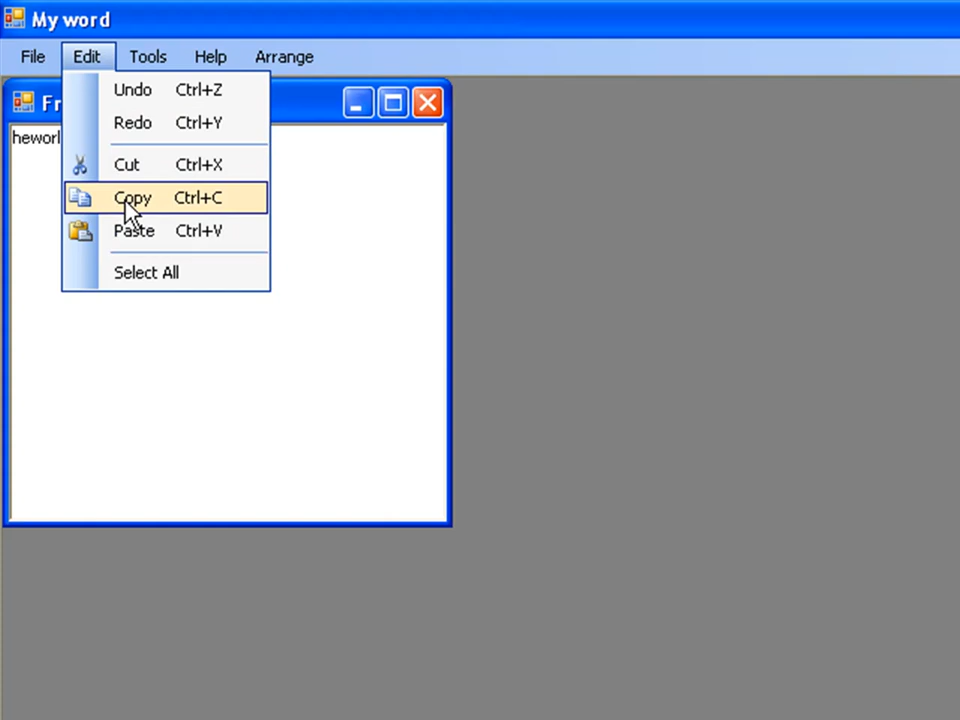 My word
File Edit Tools Help Arrange
Undo Ctrl+Z
Redo Ctrl+Y
Cut Ctrl+X
Copy Ctrl+C
Paste Ctrl+V
Select All